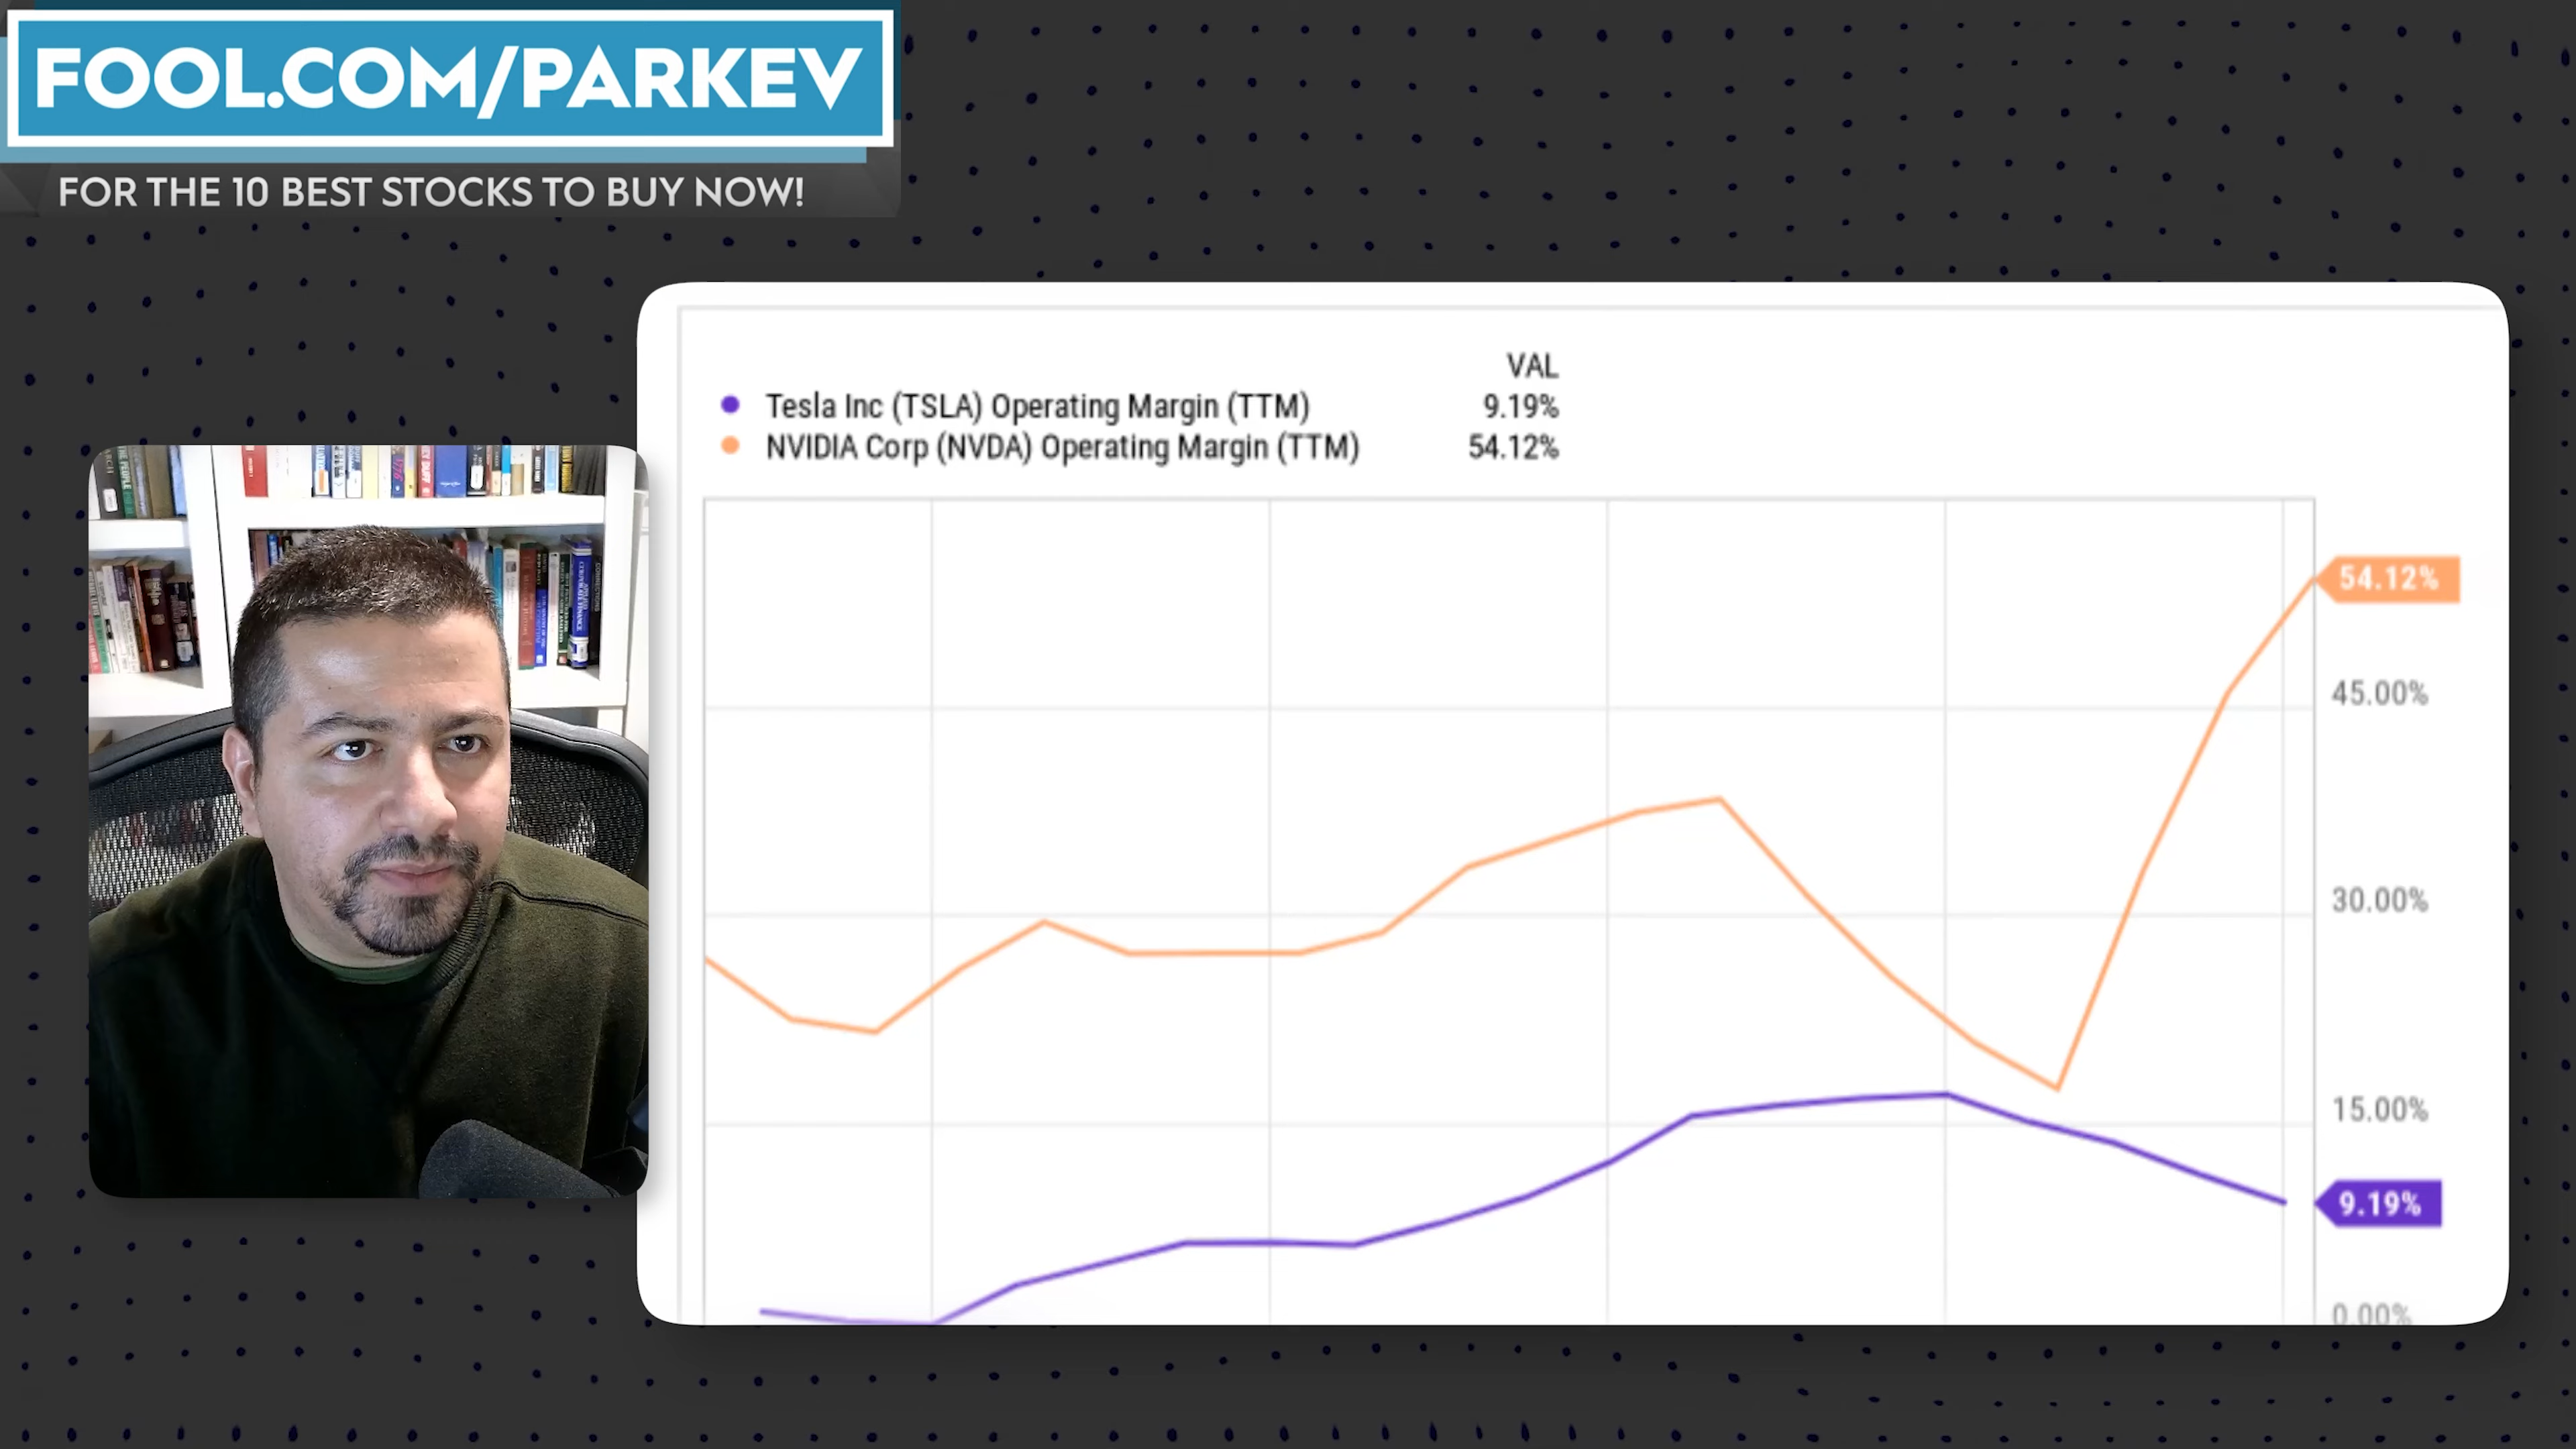 FOOL.COM/PARKEV
FOR THE 10 BEST STOCKS TO BUY NOW!
VAL
Tesla Inc (TSLA) Operating Margin (TTM) 9.19%
NVIDIA Corp (NVDA) Operating Margin (TTM) 54.12%
54.12%
45.00%
30.00%
15.00%
9.19%
0.00%